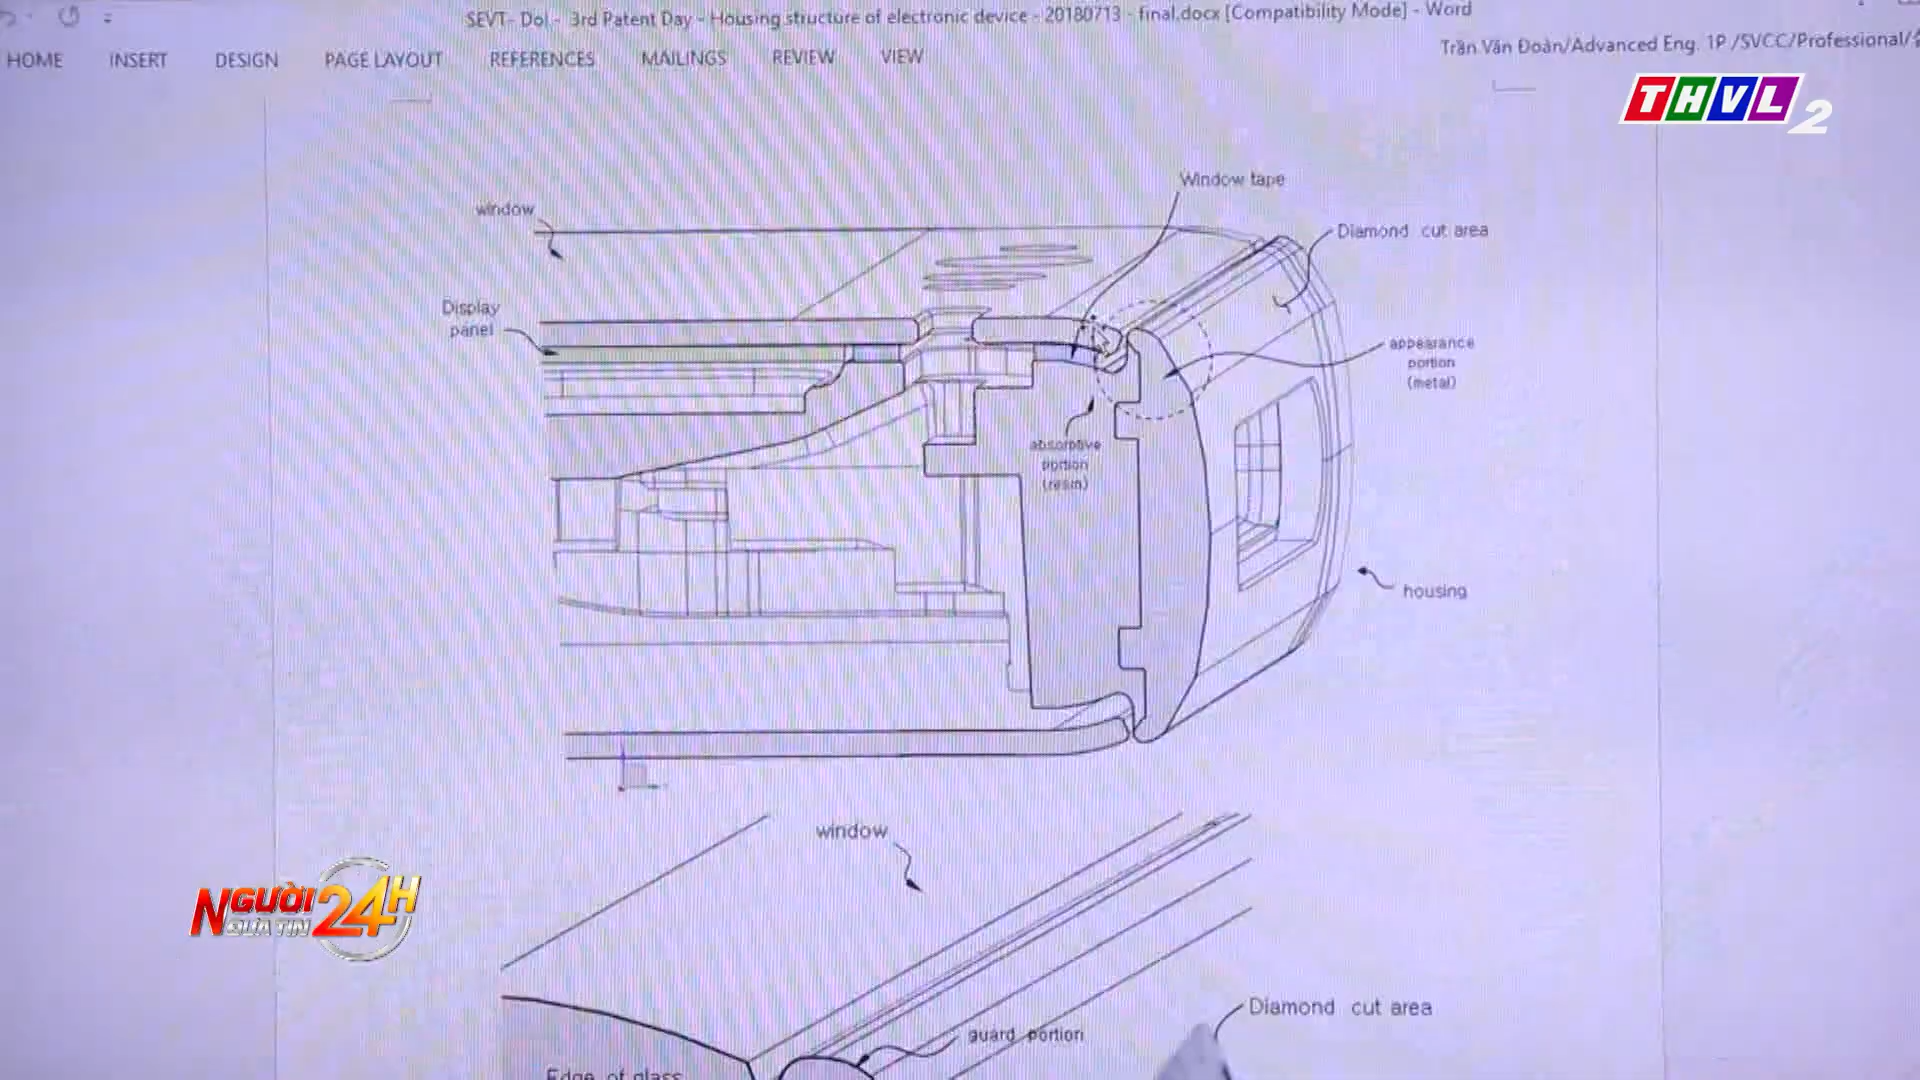 SEVT- DoI - 3rd Patent Day - Housing structure of electronic device - 20180713 - final.docx [Compatibility Mode] - Word
HOME INSERT DESIGN PAGE LAYOUT REFERENCES MAILINGS REVIEW VIEW
Trần Văn Đoàn/Advanced Eng. 1P /SVCC/Professional/
THVL 2
Window tape
window
Diamond cut area
Display
panel
appearance
portion
(metal)
absorptive
portion
(resin)
housing
window
NGƯỜI
QUA TIN
24H
Diamond cut area
guard portion
Edge of glass